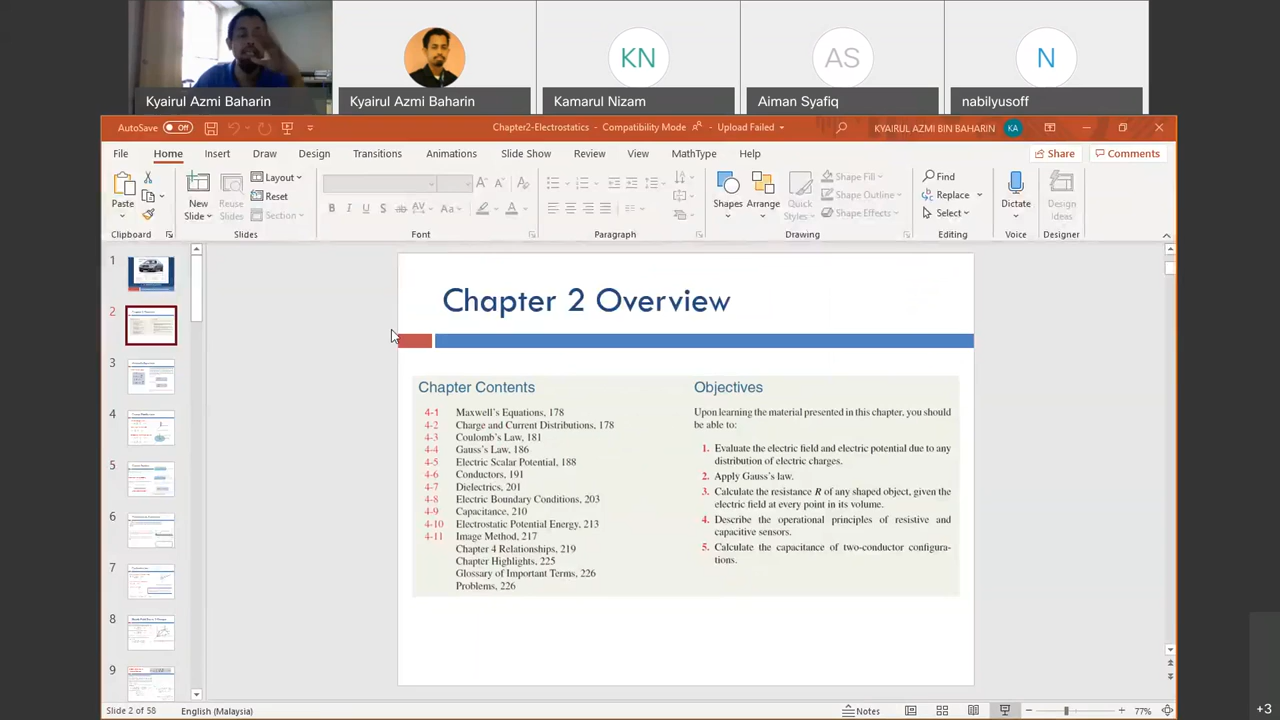 KN
AS
N
Kyairul Azmi Baharin
Kyairul Azmi Baharin
Kamarul Nizam
Aiman Syafiq
nabilyusoff
AutoSave Off
Chapter2-Electrostatics - Compatibility Mode
Upload Failed
KYAIRUL AZMI BIN BAHARIN KA
File Home Insert Draw Design Transitions Animations Slide Show Review View MathType Help
Share Comments
Paste
New Slide
Reuse Slides
Layout
Reset
Section
Shapes
Arrange
Quick Styles
Shape Fill
Shape Outline
Shape Effects
Find
Replace
Select
Dictate
Design Ideas
Clipboard Slides Font Paragraph Drawing Editing Voice Designer
1
2
3
4
5
6
7
8
9
Chapter 2 Overview
Chapter Contents
4-1 Maxwell's Equations, 178
4-2 Charge and Current Distributions, 178
4-3 Coulomb's Law, 181
4-4 Gauss's Law, 186
4-5 Electric Scalar Potential, 188
4-6 Conductors, 191
4-7 Dielectrics, 201
4-8 Electric Boundary Conditions, 203
4-9 Capacitance, 210
4-10 Electrostatic Potential Energy, 213
4-11 Image Method, 217
Chapter 4 Relationships, 219
Chapter Highlights, 225
Glossary of Important Terms, 226
Problems, 226
Objectives
Upon learning the material presented in this chapter, you should
be able to:
1. Evaluate the electric field and electric potential due to any
distribution of electric charges.
2. Apply Gauss's law.
3. Calculate the resistance R of any shaped object, given the
electric field at every point in its volume.
4. Describe the operational principles of resistive and
capacitive sensors.
5. Calculate the capacitance of two-conductor configura-
tions.
Slide 2 of 58 English (Malaysia)
Notes
77%
+3